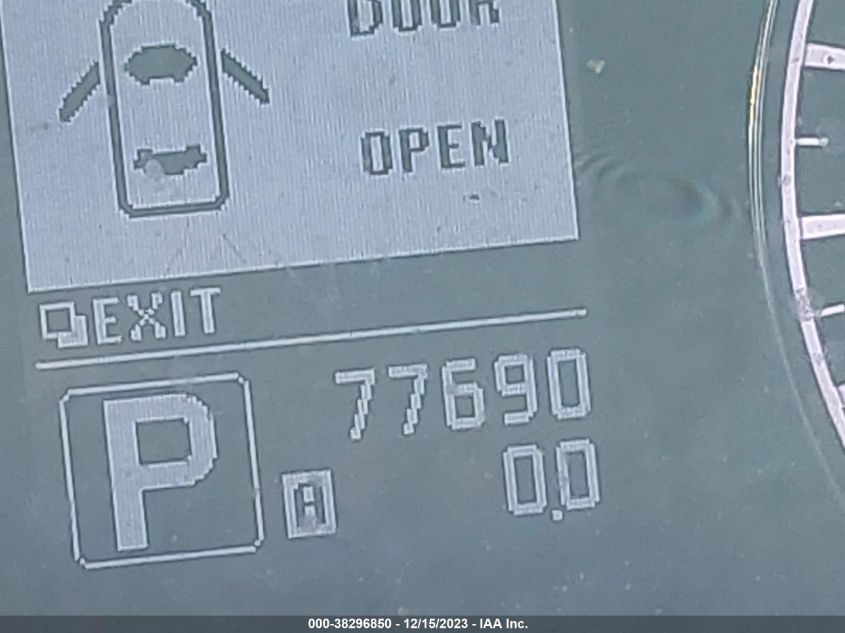 DOOR
OPEN
EXIT
77690
P
A
0.0
000-38296850 - 12/15/2023 - IAA Inc.